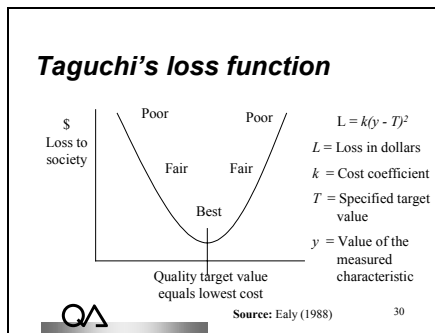 Taguchi's loss function
$
Loss to
society
Poor
Poor
Fair
Fair
Best
Quality target value
equals lowest cost
L = k(y - T)²
L = Loss in dollars
k = Cost coefficient
T = Specified target
value
y = Value of the
measured
characteristic
QA
Source: Ealy (1988)
30